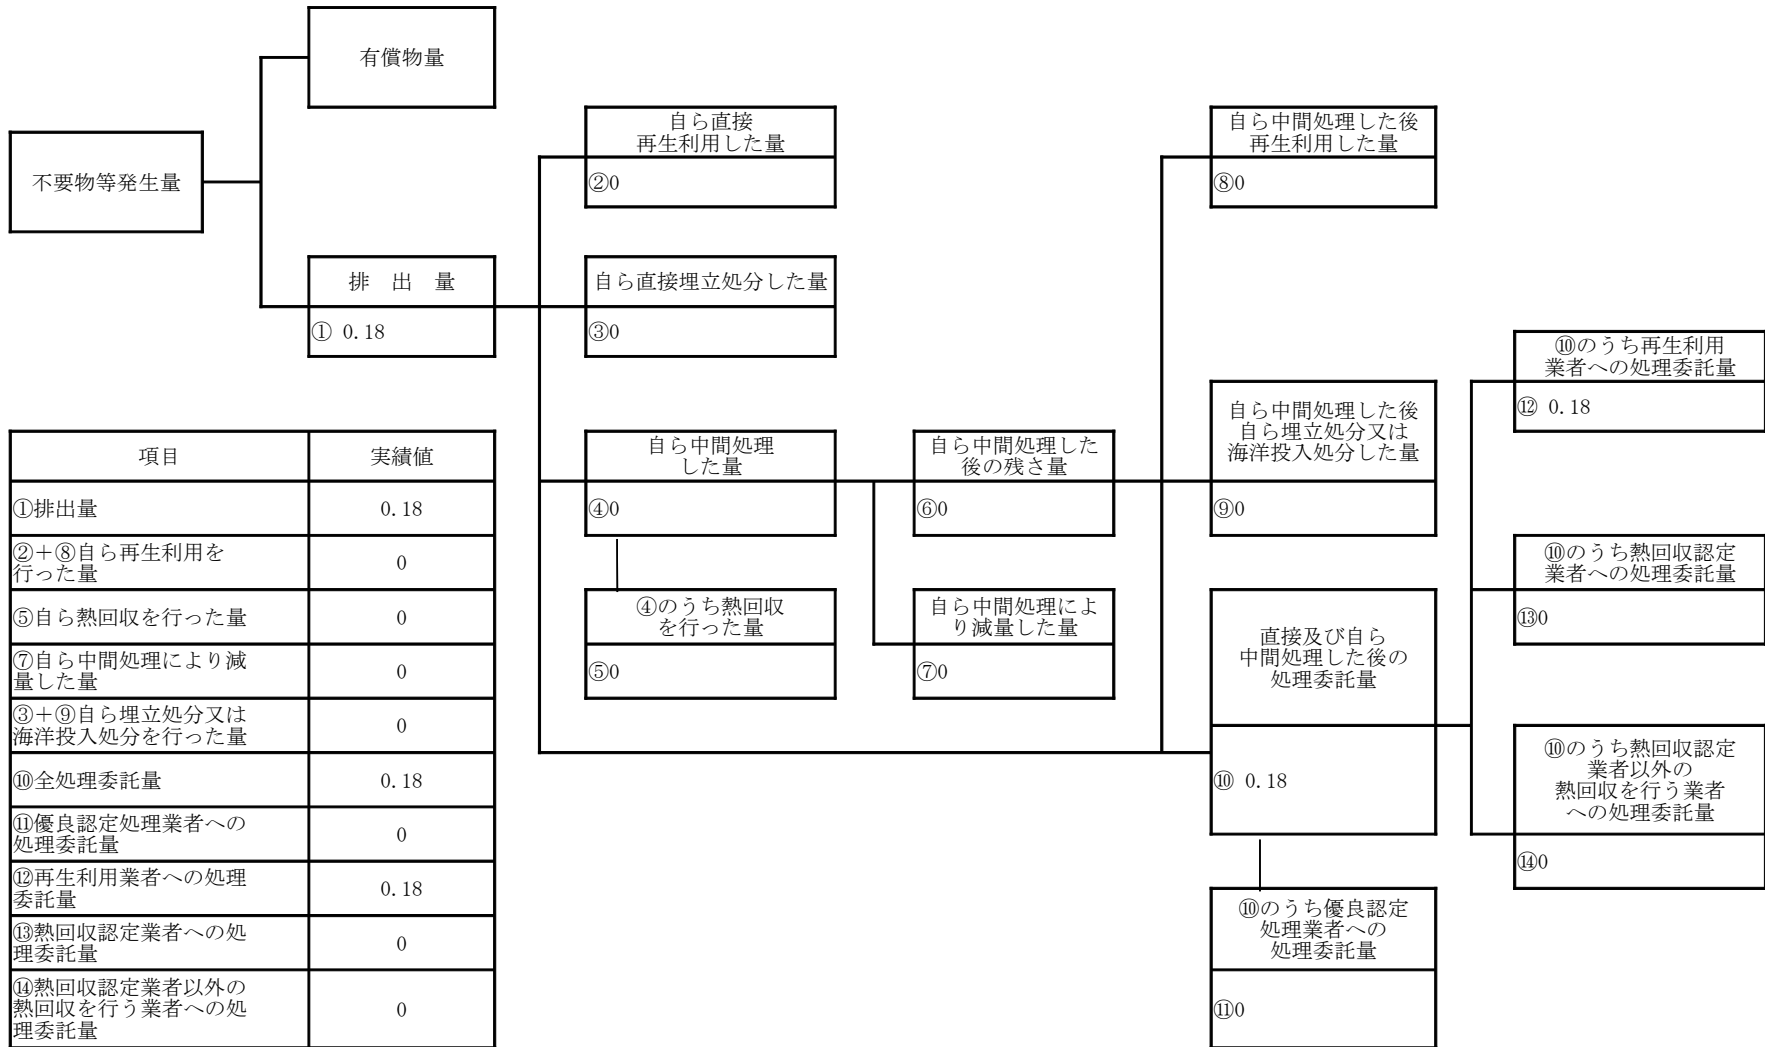 有償物量
不要物等発生量
自ら直接
再生利用した量
②0
自ら中間処理した後
再生利用した量
⑧0
排 出 量
① 0.18
自ら直接埋立処分した量
③0
⑩のうち再生利用
業者への処理委託量
⑫ 0.18
自ら中間処理
した量
④0
自ら中間処理した
後の残さ量
⑥0
自ら中間処理した後
自ら埋立処分又は
海洋投入処分した量
⑨0
⑩のうち熱回収認定
業者への処理委託量
⑬0
④のうち熱回収
を行った量
⑤0
自ら中間処理によ
り減量した量
⑦0
直接及び自ら
中間処理した後の
処理委託量
⑩ 0.18
⑩のうち熱回収認定
業者以外の
熱回収を行う業者
への処理委託量
⑭0
⑩のうち優良認定
処理業者への
処理委託量
⑪0
項目 実績値
①排出量 0.18
②＋⑧自ら再生利用を
行った量 0
⑤自ら熱回収を行った量 0
⑦自ら中間処理により減
量した量 0
③＋⑨自ら埋立処分又は
海洋投入処分を行った量 0
⑩全処理委託量 0.18
⑪優良認定処理業者への
処理委託量 0
⑫再生利用業者への処理
委託量 0.18
⑬熱回収認定業者への処
理委託量 0
⑭熱回収認定業者以外の
熱回収を行う業者への処
理委託量 0